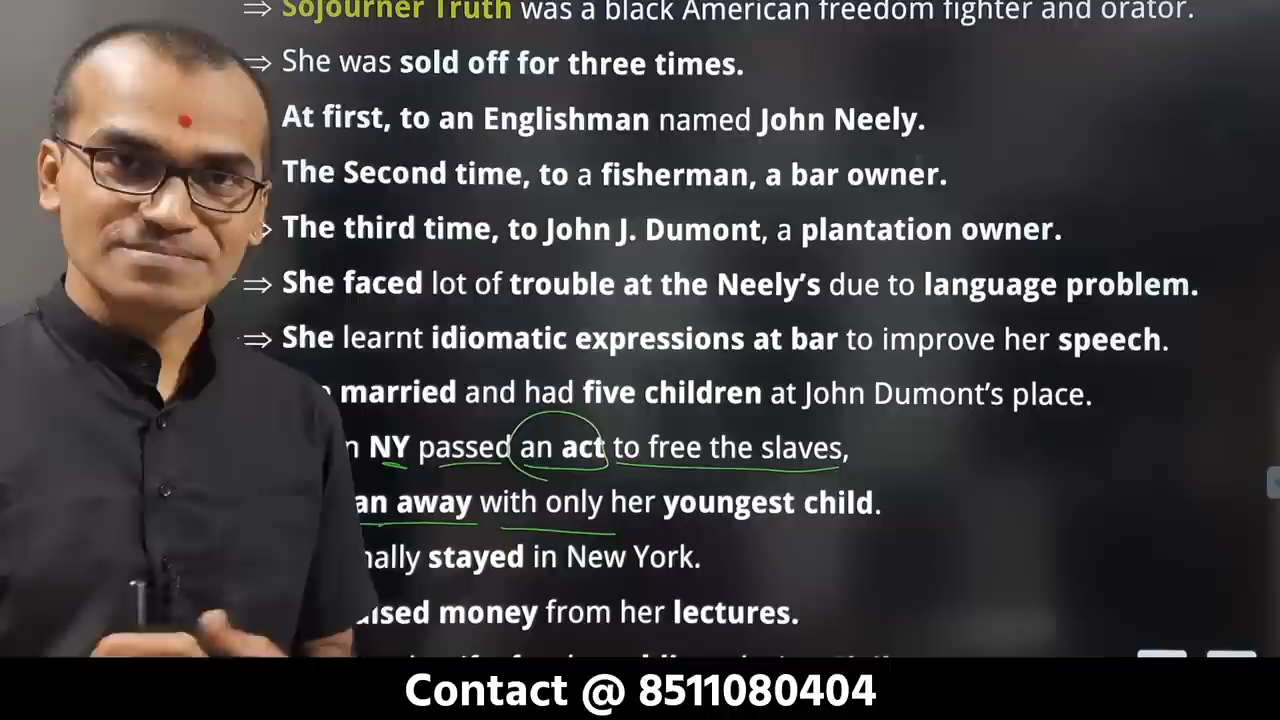 ⇒ Sojourner Truth was a black American freedom fighter and orator.
⇒ She was sold off for three times.
At first, to an Englishman named John Neely.
The Second time, to a fisherman, a bar owner.
The third time, to John J. Dumont, a plantation owner.
⇒ She faced lot of trouble at the Neely's due to language problem.
⇒ She learnt idiomatic expressions at bar to improve her speech.
married and had five children at John Dumont's place.
NY passed an act to free the slaves,
away with only her youngest child.
stayed in New York.
money from her lectures.
Contact @ 8511080404